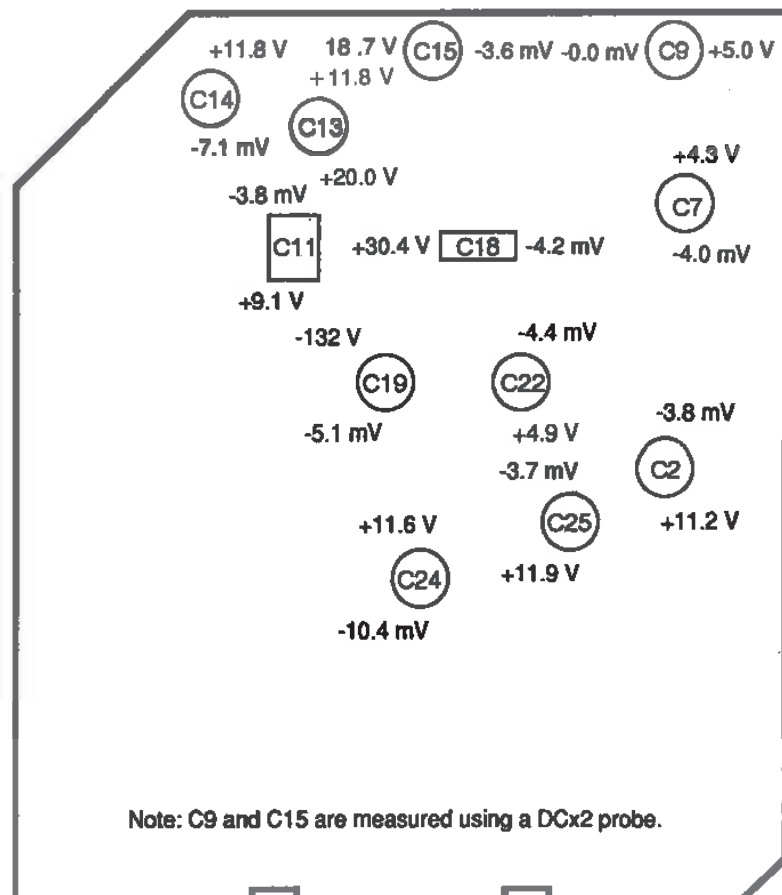 +11.8 V
18 .7 V C15 -3.6 mV -0.0 mV C9 +5.0 V
+11.8 V
C14
C13
-7.1 mV
+4.3 V
+20.0 V
-3.8 mV
C7
C11 +30.4 V C18 -4.2 mV
-4.0 mV
+9.1 V
-132 V
-4.4 mV
C19
C22
-3.8 mV
-5.1 mV
+4.9 V
-3.7 mV
C2
+11.6 V
C25
+11.2 V
+11.9 V
C24
-10.4 mV
Note: C9 and C15 are measured using a DCx2 probe.